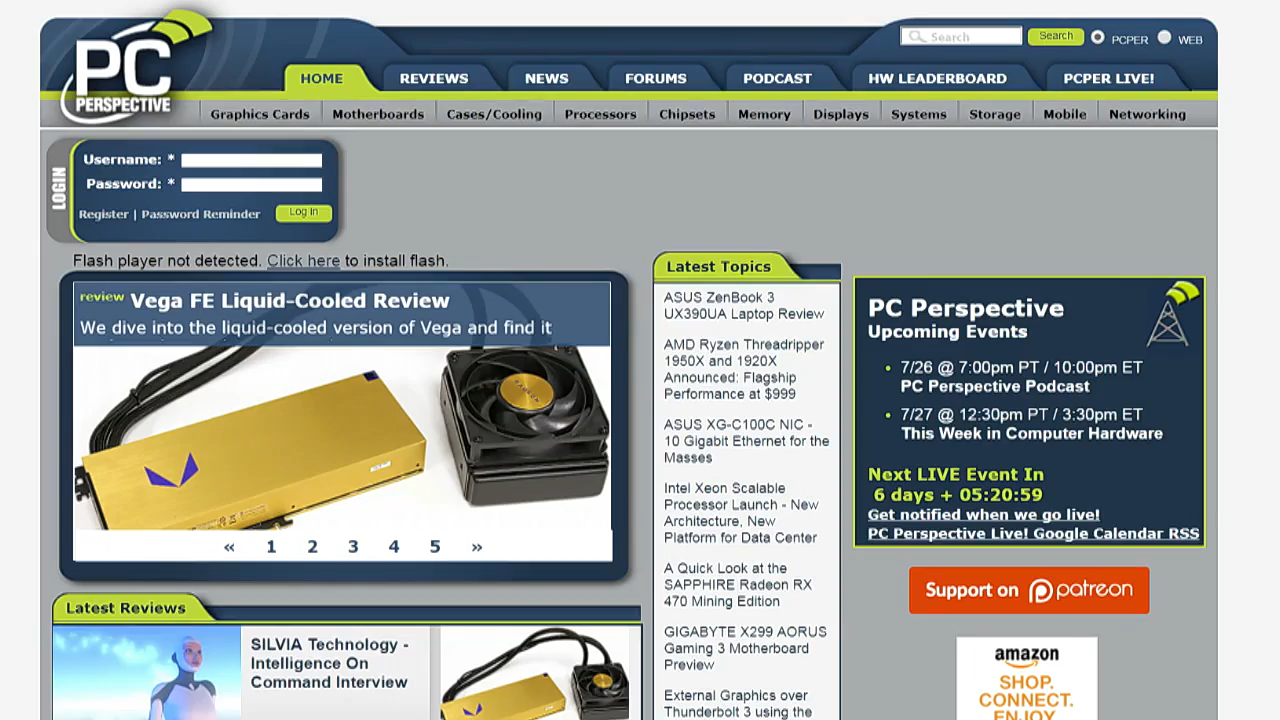 PC
PERSPECTIVE
Search
Search
PCPER
WEB
HOME
REVIEWS
NEWS
FORUMS
PODCAST
HW LEADERBOARD
PCPER LIVE!
Graphics Cards
Motherboards
Cases/Cooling
Processors
Chipsets
Memory
Displays
Systems
Storage
Mobile
Networking
LOGIN
Username: *
Password: *
Register | Password Reminder
Log In
Flash player not detected. Click here to install flash.
review Vega FE Liquid-Cooled Review
We dive into the liquid-cooled version of Vega and find it
« 1 2 3 4 5 »
Latest Reviews
SILVIA Technology -
Intelligence On
Command Interview
Latest Topics
ASUS ZenBook 3
UX390UA Laptop Review
AMD Ryzen Threadripper
1950X and 1920X
Announced: Flagship
Performance at $999
ASUS XG-C100C NIC -
10 Gigabit Ethernet for the
Masses
Intel Xeon Scalable
Processor Launch - New
Architecture, New
Platform for Data Center
A Quick Look at the
SAPPHIRE Radeon RX
470 Mining Edition
GIGABYTE X299 AORUS
Gaming 3 Motherboard
Preview
External Graphics over
Thunderbolt 3 using the
PC Perspective
Upcoming Events
• 7/26 @ 7:00pm PT / 10:00pm ET
PC Perspective Podcast
• 7/27 @ 12:30pm PT / 3:30pm ET
This Week in Computer Hardware
Next LIVE Event In
6 days + 05:20:59
Get notified when we go live!
PC Perspective Live! Google Calendar RSS
Support on patreon
amazon
SHOP.
CONNECT.
ENJOY.